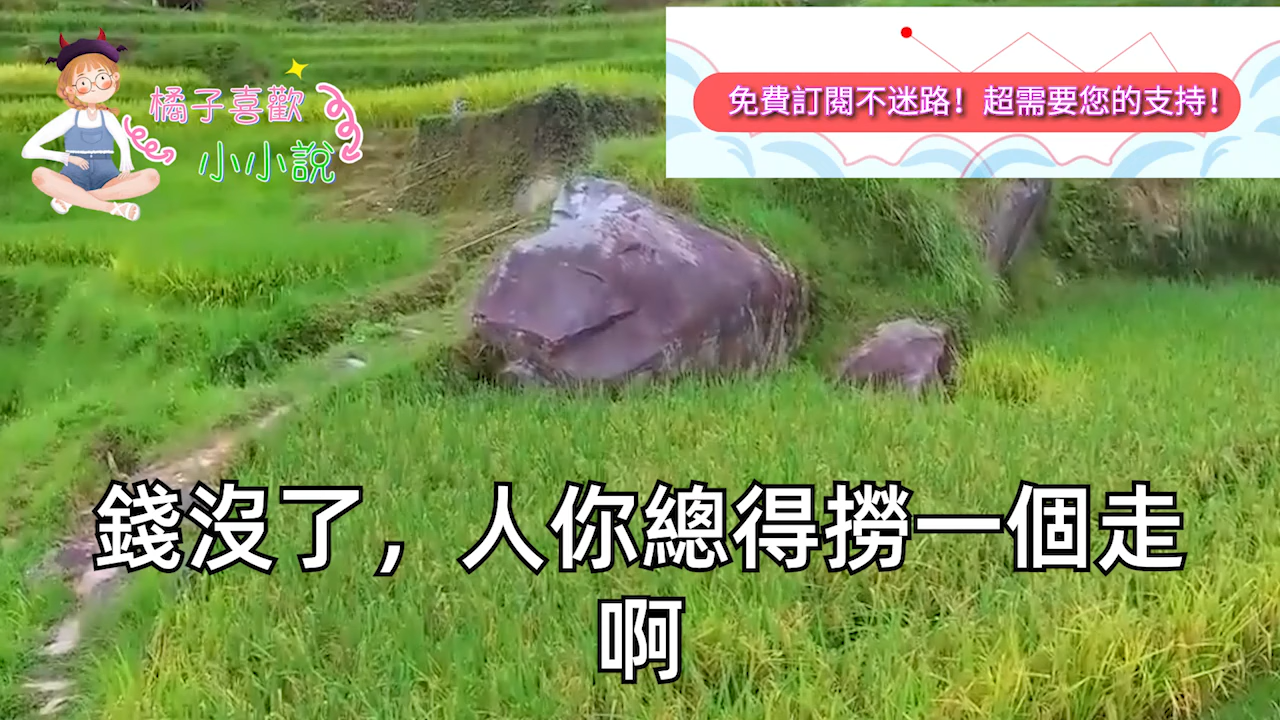 橘子喜歡
小小說
免費訂閱不迷路！超需要您的支持！
錢沒了，人你總得撈一個走
啊